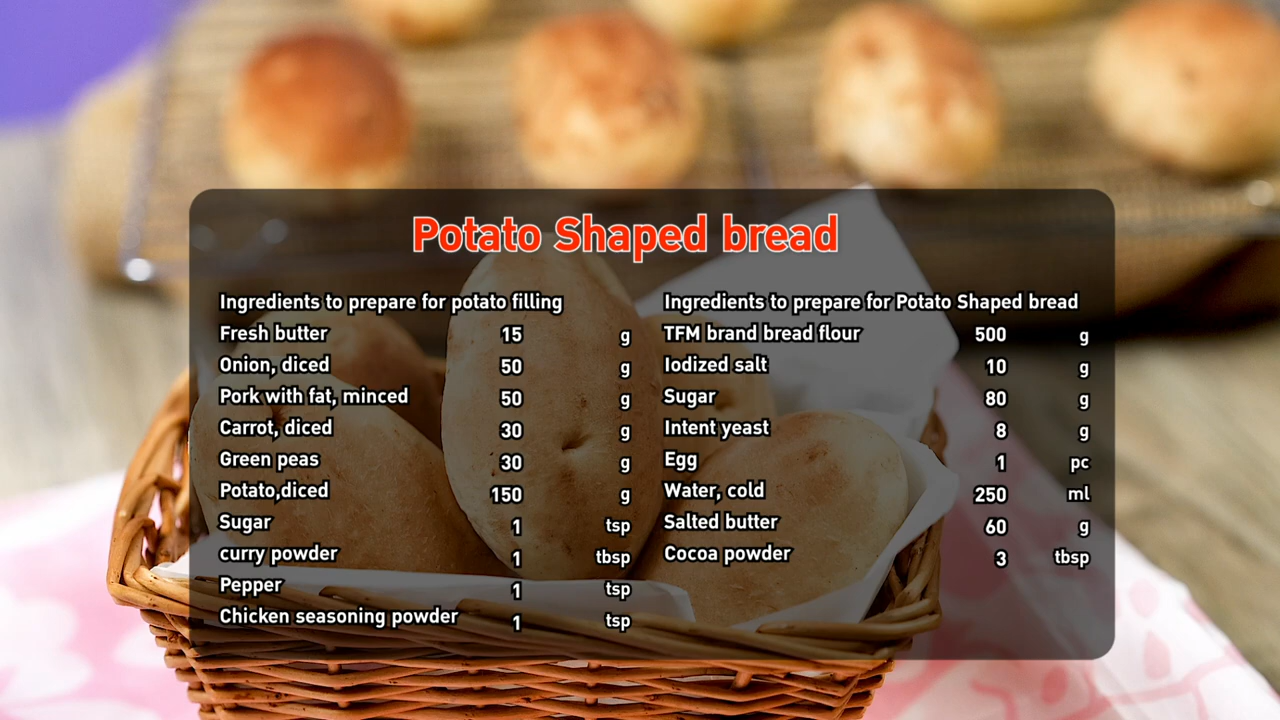 Potato Shaped bread
Ingredients to prepare for potato filling
Fresh butter 15 g
Onion, diced 50 g
Pork with fat, minced 50 g
Carrot, diced 30 g
Green peas 30 g
Potato,diced 150 g
Sugar 1 tsp
curry powder 1 tbsp
Pepper 1 tsp
Chicken seasoning powder 1 tsp
Ingredients to prepare for Potato Shaped bread
TFM brand bread flour 500 g
Iodized salt 10 g
Sugar 80 g
Intent yeast 8 g
Egg 1 pc
Water, cold 250 ml
Salted butter 60 g
Cocoa powder 3 tbsp